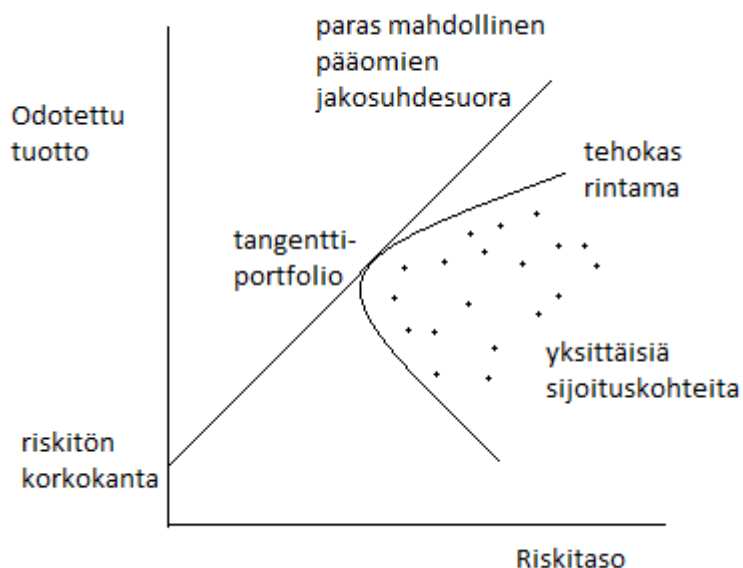 paras mahdollinen
pääomien
jakosuhdesuora
Odotettu
tuotto
tehokas
rintama
tangentti-
portfolio
yksittäisiä
sijoituskohteita
riskitön
korkokanta
Riskitaso